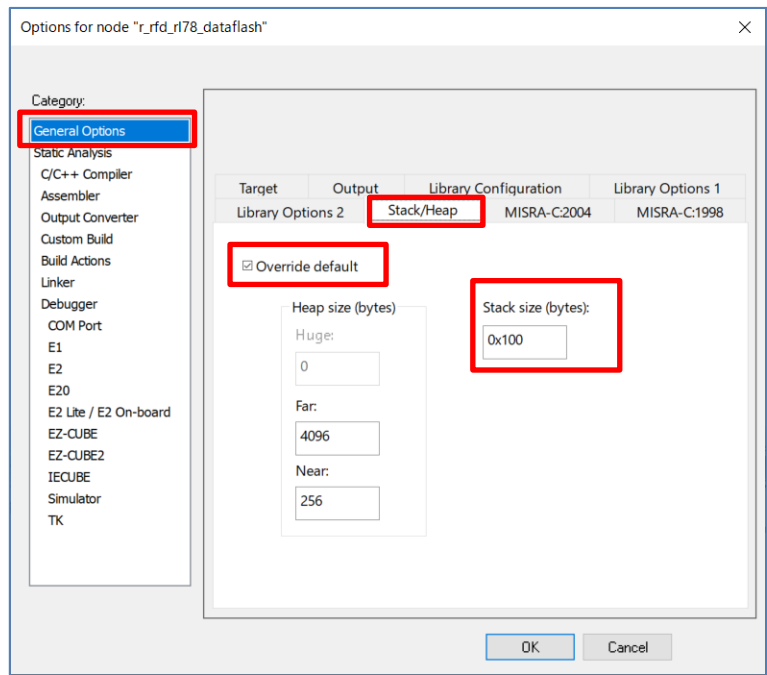 Options for node "r_rfd_rl78_dataflash"
Category:
General Options
Static Analysis
C/C++ Compiler
Assembler
Output Converter
Custom Build
Build Actions
Linker
Debugger
COM Port
E1
E2
E20
E2 Lite / E2 On-board
EZ-CUBE
EZ-CUBE2
IECUBE
Simulator
TK
Target Output Library Configuration Library Options 1
Library Options 2 Stack/Heap MISRA-C:2004 MISRA-C:1998
Override default
Heap size (bytes)
Huge:
0
Far:
4096
Near:
256
Stack size (bytes):
0x100
OK Cancel